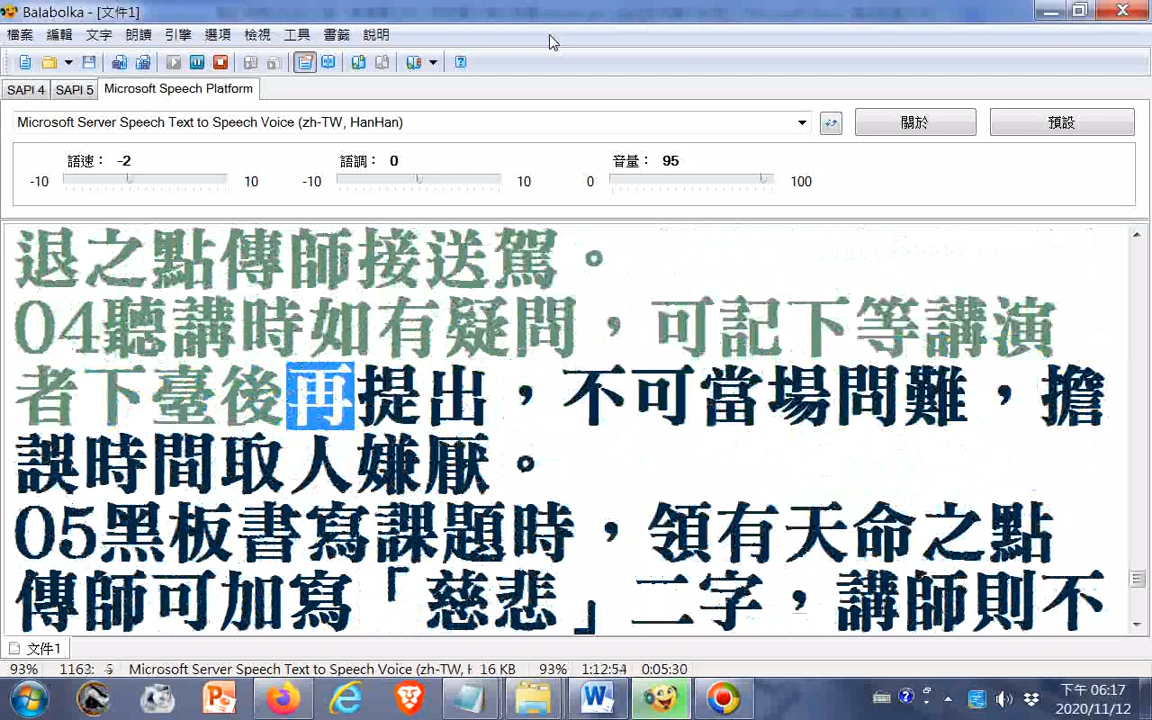 Balabolka - [文件1]
檔案 編輯 文字 朗讀 引擎 選項 檢視 工具 書籤 說明
SAPI 4 SAPI 5 Microsoft Speech Platform
Microsoft Server Speech Text to Speech Voice (zh-TW, HanHan) 關於 預設
語速： -2 語調： 0 音量： 95
-10 10 -10 10 0 100
退之點傳師接送駕。
04聽講時如有疑問，可記下等講演
者下臺後再提出，不可當場問難，擔
誤時間取人嫌厭。
05黑板書寫課題時，領有天命之點
傳師可加寫「慈悲」二字，講師則不
文件1
93% 1163: Microsoft Server Speech Text to Speech Voice (zh-TW, 16 KB 93% 1:12:54 0:05:30
下午 06:17
2020/11/12